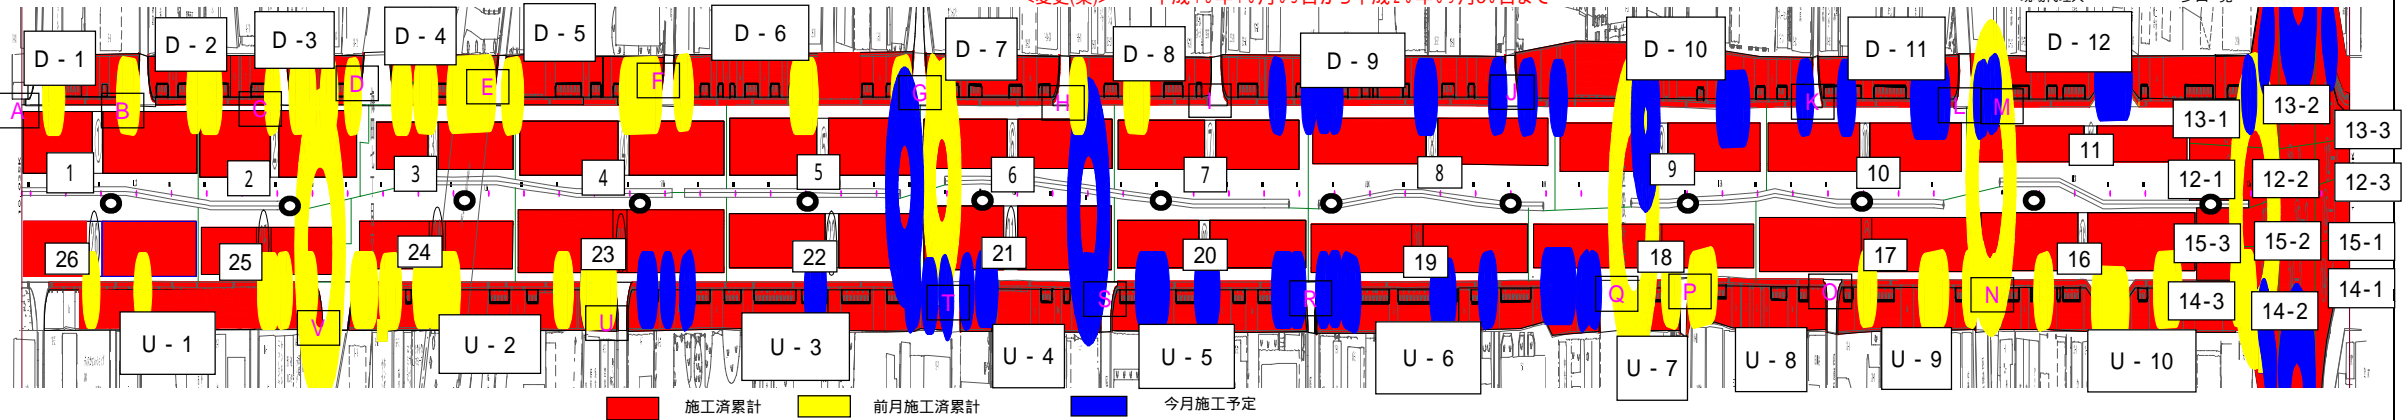 D - 1
D - 2
D - 3
D - 4
D - 5
D - 6
D - 7
D - 8
D - 9
D - 10
D - 11
D - 12
A
B
C
D
E
F
G
H
I
J
K
L
M
13-1
13-2
13-3
1
2
3
4
5
6
7
8
9
10
11
12-1
12-2
12-3
26
25
24
23
22
21
20
19
18
17
16
15-3
15-2
15-1
V
U
T
S
R
Q
P
O
N
14-3
14-2
14-1
U - 1
U - 2
U - 3
U - 4
U - 5
U - 6
U - 7
U - 8
U - 9
U - 10
施工済累計
前月施工済累計
今月施工予定